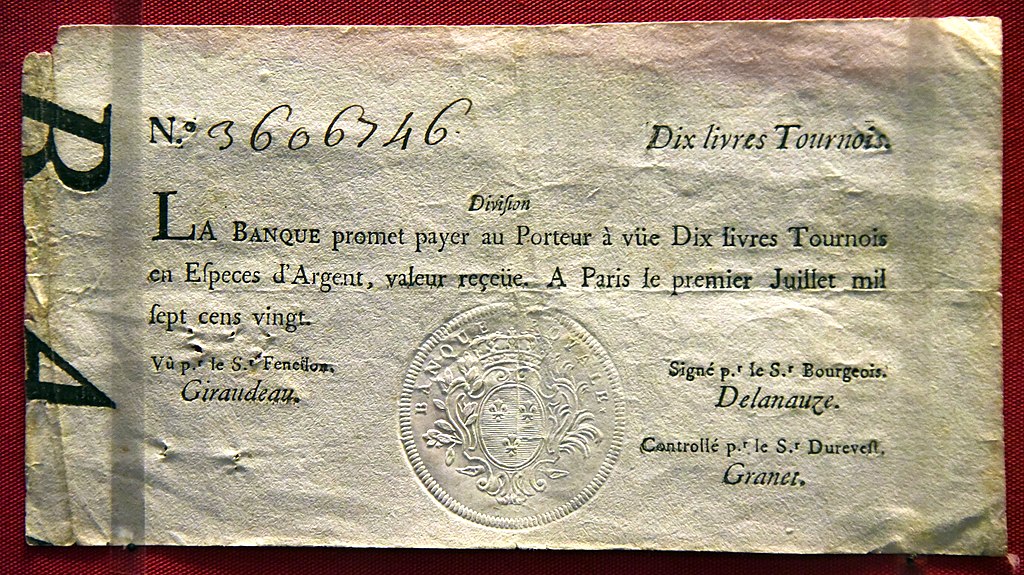 BA
N.º 3606746
Dix livres Tournois.
Diviſion
LA BANQUE promet payer au Porteur à vüe Dix livres Tournois
en Eſpeces d'Argent, valeur reçeüe. A Paris le premier Juillet mil
ſept cens vingt.
Vû p.r le S.r Feneſlon.
Giraudeau.
Signé p.r le S.r Bourgeois.
Delanauze.
Controllé p.r le S.r Dureveſt.
Granet.
BANQUE ROYALE